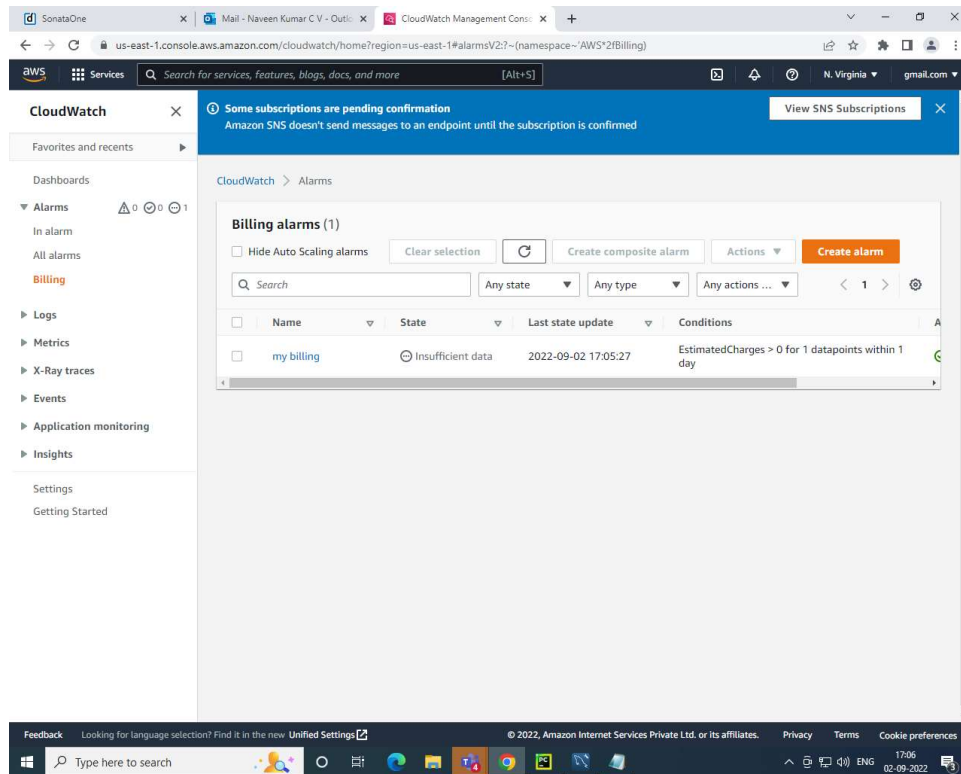 SonataOne
Mail - Naveen Kumar C V - Outlo
CloudWatch Management Conso
us-east-1.console.aws.amazon.com/cloudwatch/home?region=us-east-1#alarmsV2:?~(namespace~'AWS*2fBilling)
aws Services Search for services, features, blogs, docs, and more [Alt+S] N. Virginia gmail.com
CloudWatch
Some subscriptions are pending confirmation
Amazon SNS doesn't send messages to an endpoint until the subscription is confirmed
View SNS Subscriptions
Favorites and recents
Dashboards
Alarms 0 0 1
In alarm
All alarms
Billing
Logs
Metrics
X-Ray traces
Events
Application monitoring
Insights
Settings
Getting Started
CloudWatch > Alarms
Billing alarms (1)
Hide Auto Scaling alarms Clear selection Create composite alarm Actions Create alarm
Search Any state Any type Any actions ... 1
Name State Last state update Conditions A
my billing Insufficient data 2022-09-02 17:05:27 EstimatedCharges > 0 for 1 datapoints within 1
day
Feedback Looking for language selection? Find it in the new Unified Settings © 2022, Amazon Internet Services Private Ltd. or its affiliates. Privacy Terms Cookie preferences
Type here to search
4
PC
ENG
17:06
02-09-2022
3